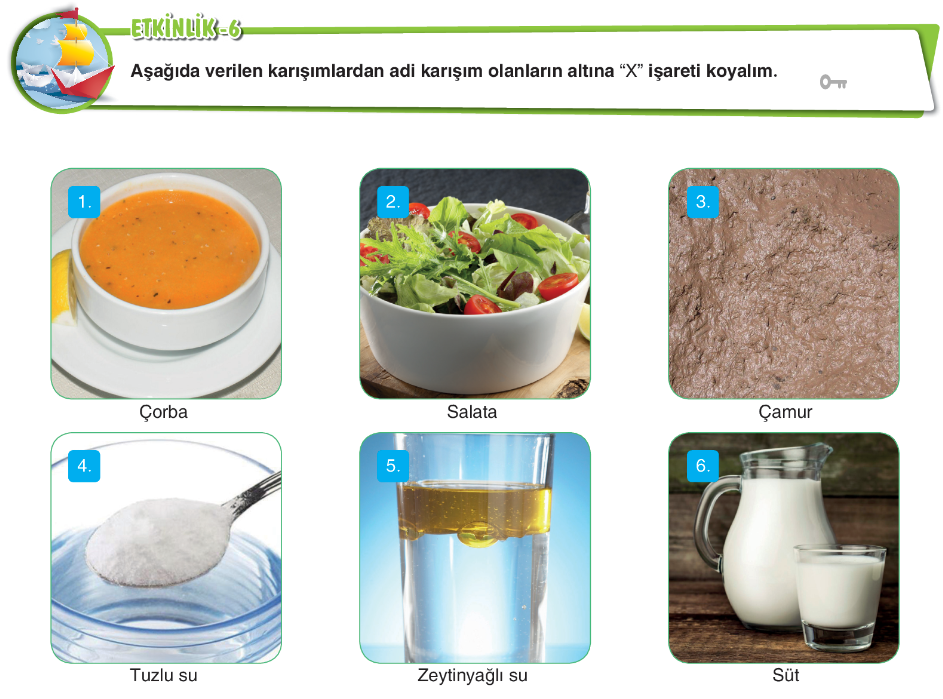 ETKİNLİK -6
Aşağıda verilen karışımlardan adi karışım olanların altına “X” işareti koyalım.
1.
2.
3.
Çorba
Salata
Çamur
4.
5.
6.
Tuzlu su
Zeytinyağlı su
Süt